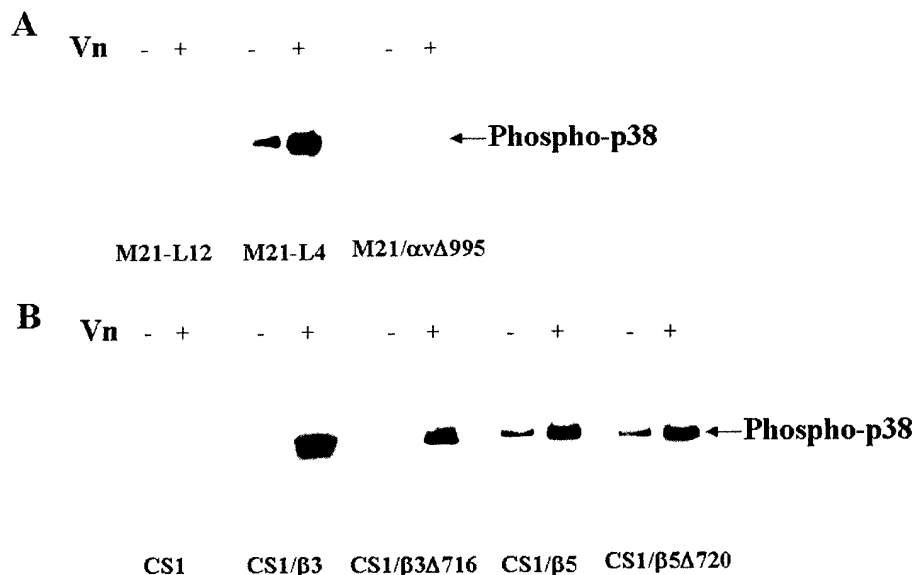 A
Vn - + - + - +
Phospho-p38
M21-L12 M21-L4 M21/αvΔ995
B
Vn - + - + - + - + - +
Phospho-p38
CS1 CS1/β3 CS1/β3Δ716 CS1/β5 CS1/β5Δ720